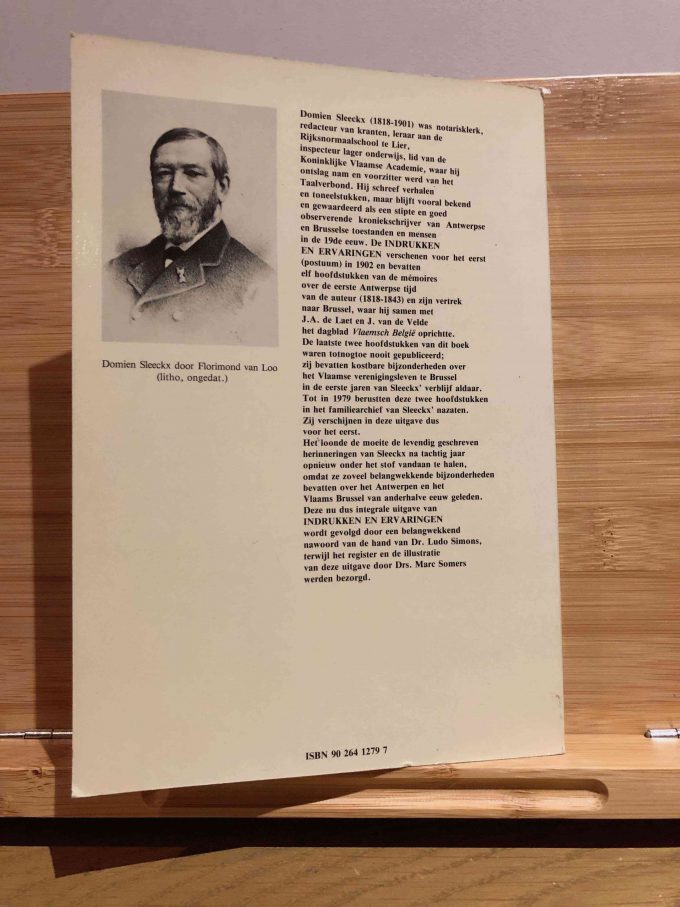 Domien Sleeckx door Florimond van Loo
(litho, ongedat.)
Domien Sleeckx (1818-1901) was notarisklerk,
redacteur van kranten, leraar aan de
Rijksnormaalschool te Lier,
inspecteur lager onderwijs, lid van de
Koninklijke Vlaamse Academie, waar hij
ontslag nam en voorzitter werd van het
Taalverbond. Hij schreef verhalen
en toneelstukken, maar blijft vooral bekend
en gewaardeerd als een stipte en goed
observerende kroniekschrijver van Antwerpse
en Brusselse toestanden en mensen
in de 19de eeuw. De INDRUKKEN
EN ERVARINGEN verschenen voor het eerst
(postuum) in 1902 en bevatten
elf hoofdstukken van de mémoires
over de eerste Antwerpse tijd
van de auteur (1818-1843) en zijn vertrek
naar Brussel, waar hij samen met
J.A. de Laet en J. van de Velde
het dagblad Vlaemsch België oprichtte.
De laatste twee hoofdstukken van dit boek
waren totnogtoe nooit gepubliceerd;
zij bevatten kostbare bijzonderheden over
het Vlaamse verenigingsleven te Brussel
in de eerste jaren van Sleeckx' verblijf aldaar.
Tot in 1979 berustten deze twee hoofdstukken
in het familiearchief van Sleeckx' nazaten.
Zij verschijnen in deze uitgave dus
voor het eerst.
Het loonde de moeite de levendig geschreven
herinneringen van Sleeckx na tachtig jaar
opnieuw onder het stof vandaan te halen,
omdat ze zoveel belangwekkende bijzonderheden
bevatten over het Antwerpen en het
Vlaams Brussel van anderhalve eeuw geleden.
Deze nu dus integrale uitgave van
INDRUKKEN EN ERVARINGEN
wordt gevolgd door een belangwekkend
nawoord van de hand van Dr. Ludo Simons,
terwijl het register en de illustratie
van deze uitgave door Drs. Marc Somers
werden bezorgd.
ISBN 90 264 1279 7